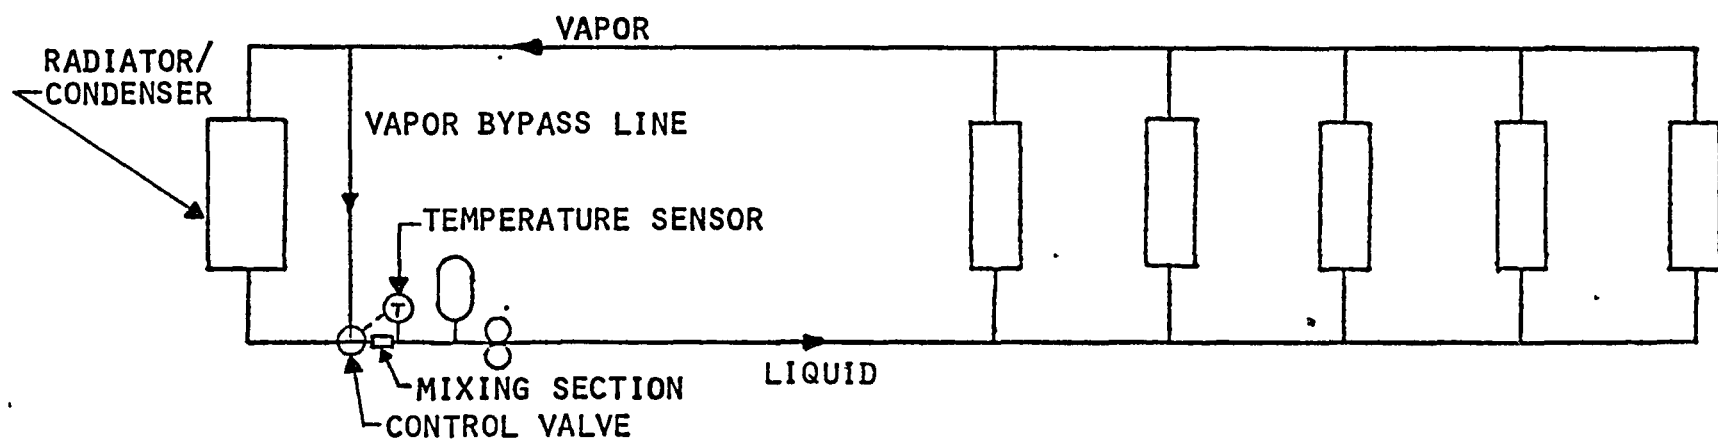 VAPOR
RADIATOR/
CONDENSER
VAPOR BYPASS LINE
TEMPERATURE SENSOR
T
LIQUID
MIXING SECTION
CONTROL VALVE